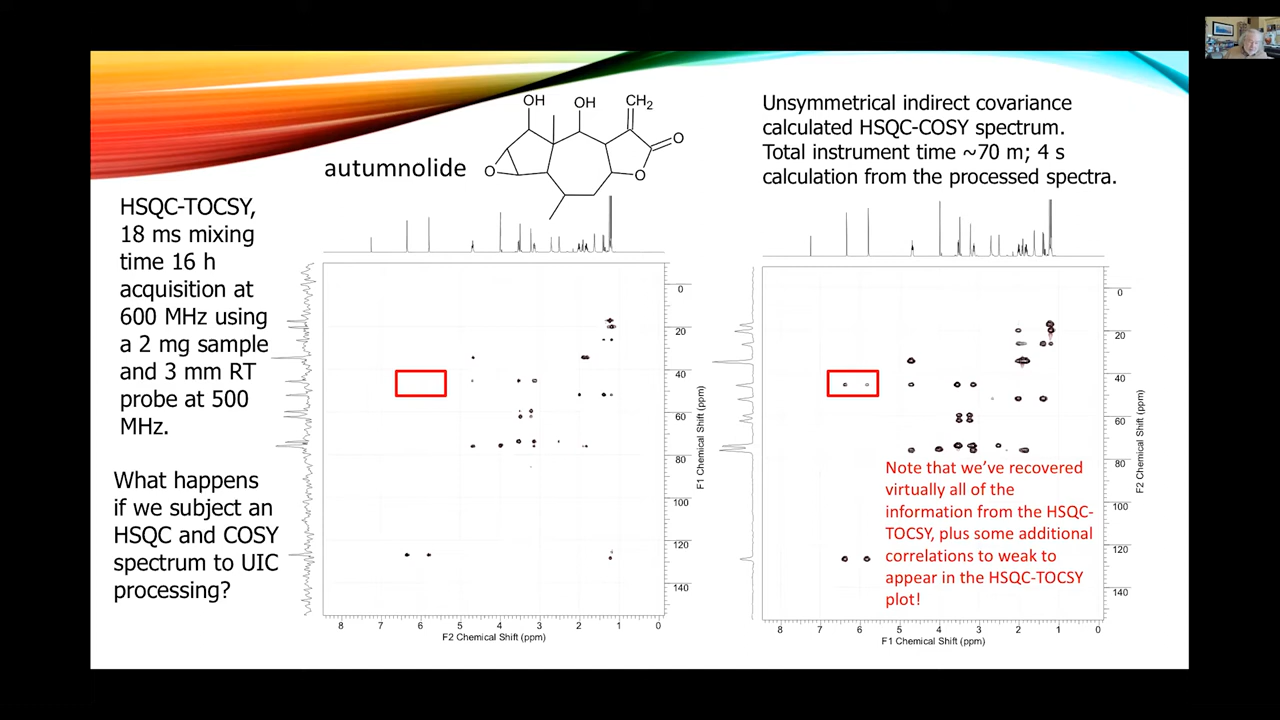 OH
OH
CH2
O
O
O
autumnolide
HSQC-TOCSY,
18 ms mixing
time 16 h
acquisition at
600 MHz using
a 2 mg sample
and 3 mm RT
probe at 500
MHz.
What happens
if we subject an
HSQC and COSY
spectrum to UIC
processing?
0
20
40
60
80
100
120
140
F1 Chemical Shift (ppm)
8 7 6 5 4 3 2 1 0
F2 Chemical Shift (ppm)
Unsymmetrical indirect covariance
calculated HSQC-COSY spectrum.
Total instrument time ~70 m; 4 s
calculation from the processed spectra.
0
20
40
60
80
100
120
140
F2 Chemical Shift (ppm)
Note that we've recovered
virtually all of the
information from the HSQC-
TOCSY, plus some additional
correlations to weak to
appear in the HSQC-TOCSY
plot!
8 7 6 5 4 3 2 1 0
F1 Chemical Shift (ppm)